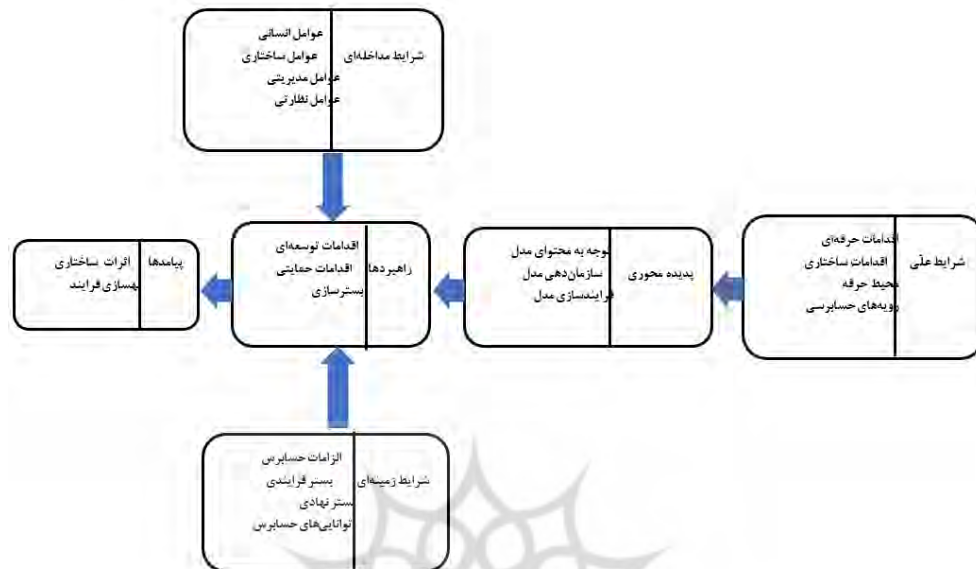 شرایط مداخله‌ای
عوامل انسانی
عوامل ساختاری
عوامل مدیریتی
عوامل نظارتی
شرایط علّی
اقدامات حرفه‌ای
اقدامات ساختاری
محیط حرفه
رویه‌های حسابرسی
پدیده محوری
توجه به محتوای مدل
سازمان‌دهی مدل
فرایندسازی مدل
راهبردها
اقدامات توسعه‌ای
اقدامات حمایتی
بسترسازی
پیامدها
اثرات ساختاری
بهسازی فرایند
شرایط زمینه‌ای
الزامات حسابرس
بستر فرایندی
بستر نهادی
توانایی‌های حسابرس